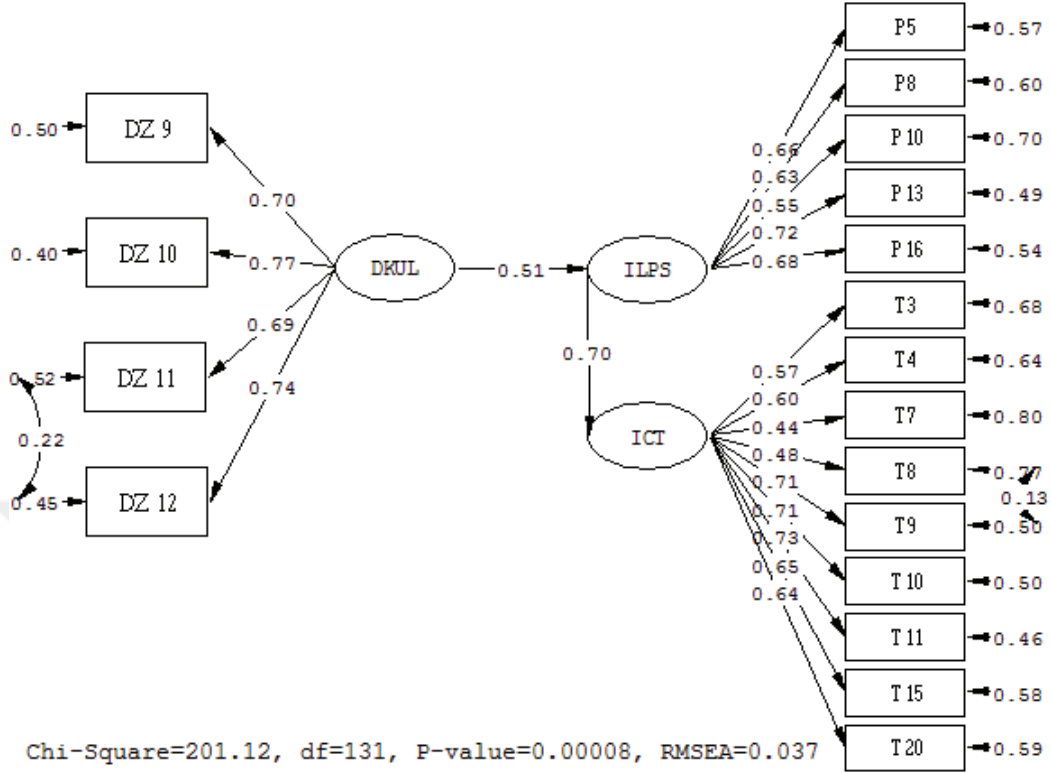 P5
0.57
P8
0.60
0.50
DZ 9
P 10
0.70
0.66
0.63
P 13
0.49
0.70
0.55
0.72
0.40
DZ 10
0.77
DKUL
0.51
ILPS
0.68
P 16
0.54
T3
0.68
0.69
0.70
0.57
T4
0.64
0.52
DZ 11
0.74
0.60
0.44
T7
0.80
0.22
ICT
0.48
T8
0.77
0.71
0.13
0.45
DZ 12
0.71
T9
0.50
0.73
0.65
T 10
0.50
0.64
T 11
0.46
T 15
0.58
Chi-Square=201.12, df=131, P-value=0.00008, RMSEA=0.037
T 20
0.59